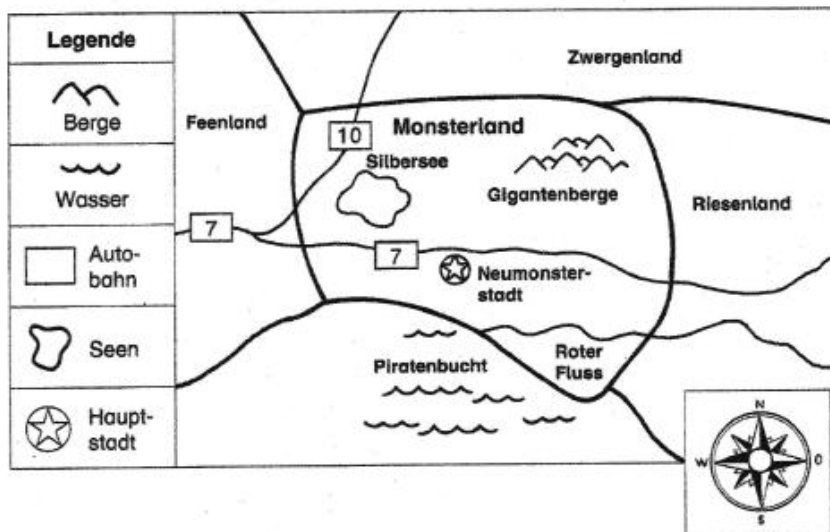 Legende
Berge
Wasser
Auto-
bahn
Seen
Haupt-
stadt
Zwergenland
Feenland
10
Monsterland
Silbersee
Gigantenberge
Riesenland
7
7
Neumonster-
stadt
Roter
Fluss
Piratenbucht
N
W
O
S